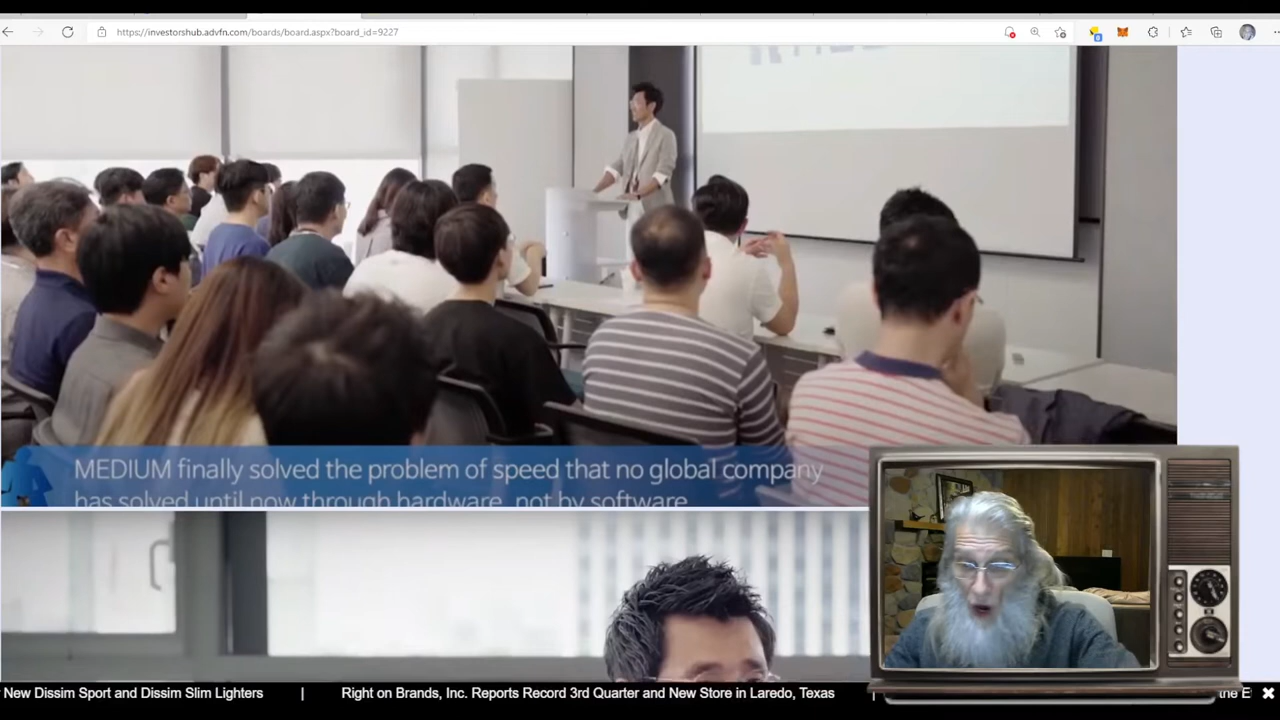 https://investorshub.advfn.com/boards/board.aspx?board_id=9227
MEDIUM finally solved the problem of speed that no global company
has solved until now through hardware, not by software.
New Dissim Sport and Dissim Slim Lighters | Right on Brands, Inc. Reports Record 3rd Quarter and New Store in Laredo, Texas | the E